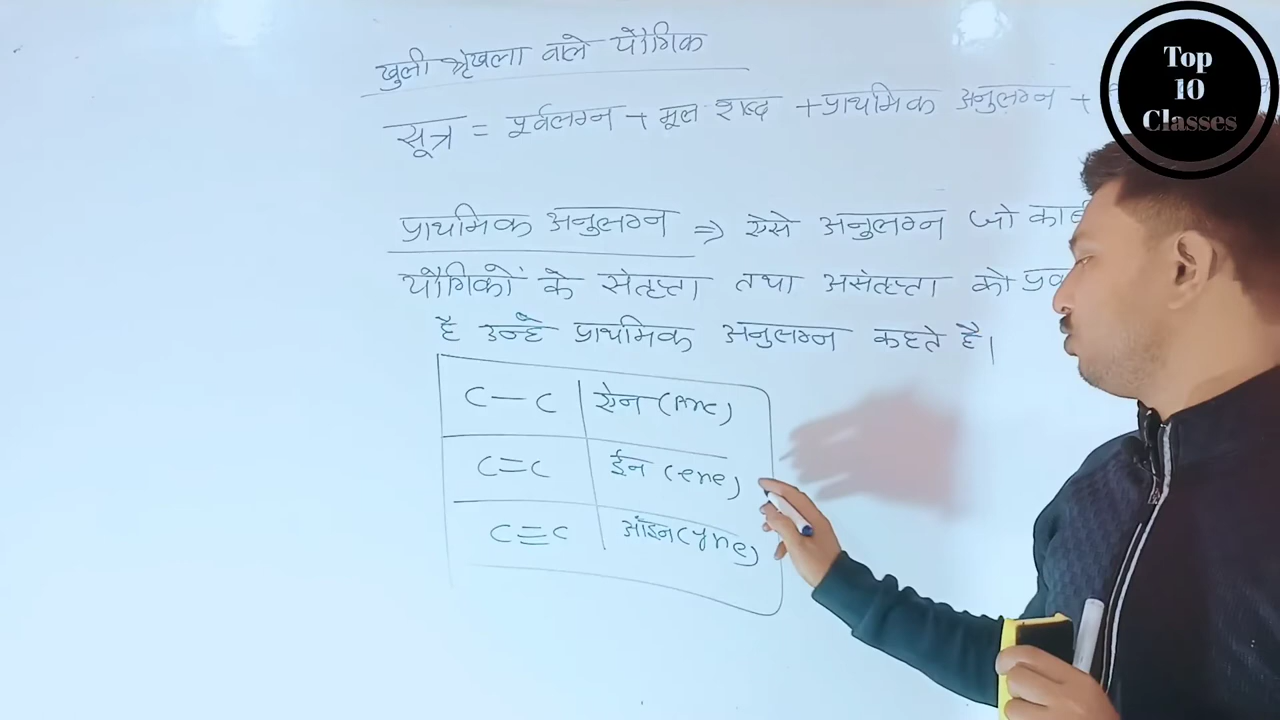 खुली श्रृंखला वाले यौगिक
सूत्र = पूर्वलग्न + मूल शब्द + प्राथमिक अनुलग्न +
प्राथमिक अनुलग्न ⇒ ऐसे अनुलग्न जो
यौगिकों के संतृप्ता तथा असंतृप्ता को
है उन्हें प्राथमिक अनुलग्न कहते है।
C—C ऐन (Ane)
C=C ईन (ene)
C≡C आइन (yne)
Top
10
Classes